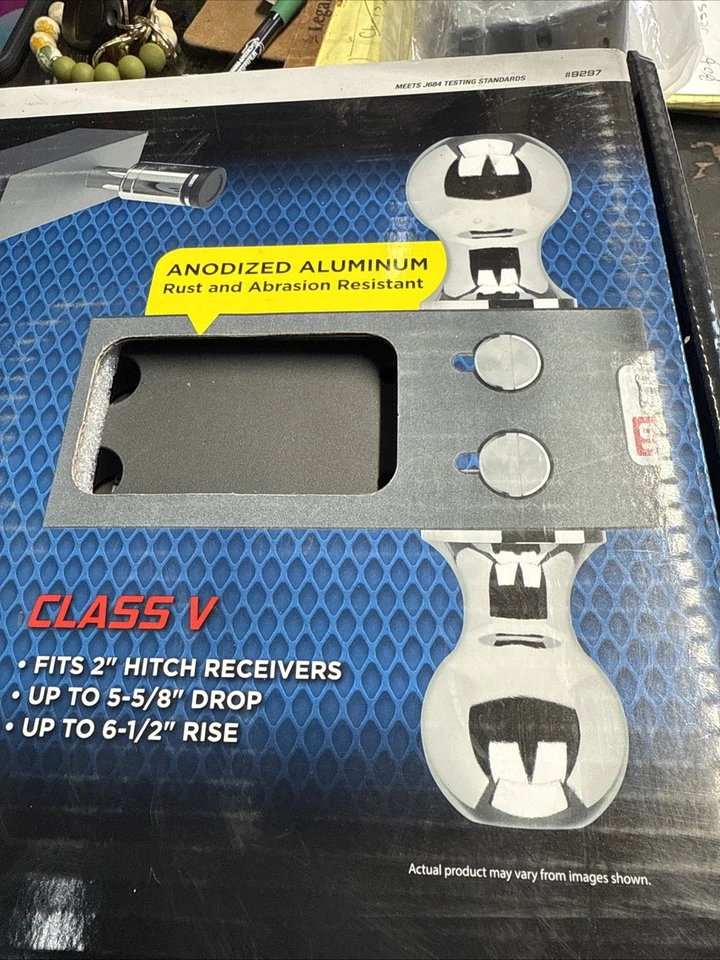 Legal
MEETS J684 TESTING STANDARDS
#9297
ANODIZED ALUMINUM
Rust and Abrasion Resistant
CLASS V
• FITS 2" HITCH RECEIVERS
• UP TO 5-5/8" DROP
• UP TO 6-1/2" RISE
Actual product may vary from images shown.